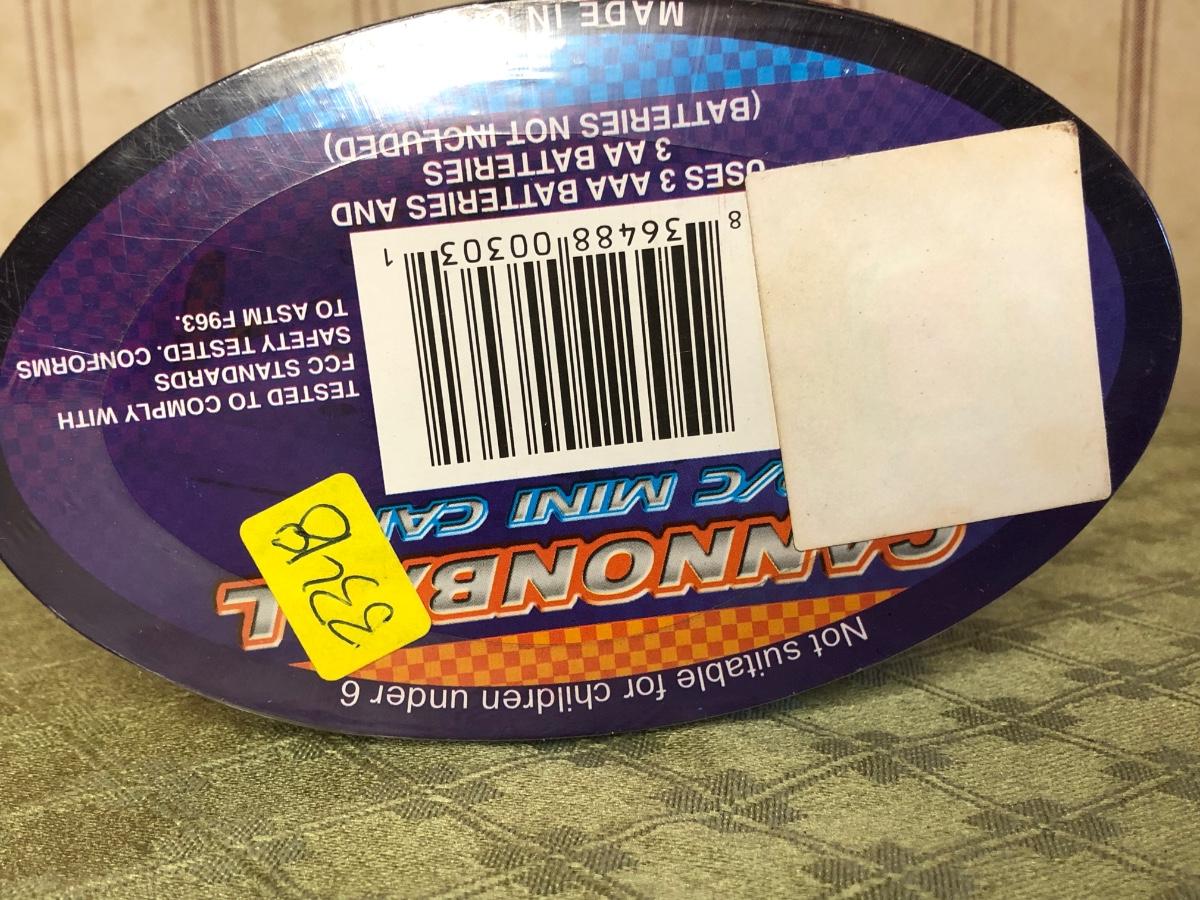 Not suitable for children under 6
CANNONBALL
R/C MINI CAR
TESTED TO COMPLY WITH
FCC STANDARDS
SAFETY TESTED. CONFORMS
TO ASTM F963.
8 36488 00303 1
USES 3 AAA BATTERIES AND
3 AA BATTERIES
(BATTERIES NOT INCLUDED)
MADE IN